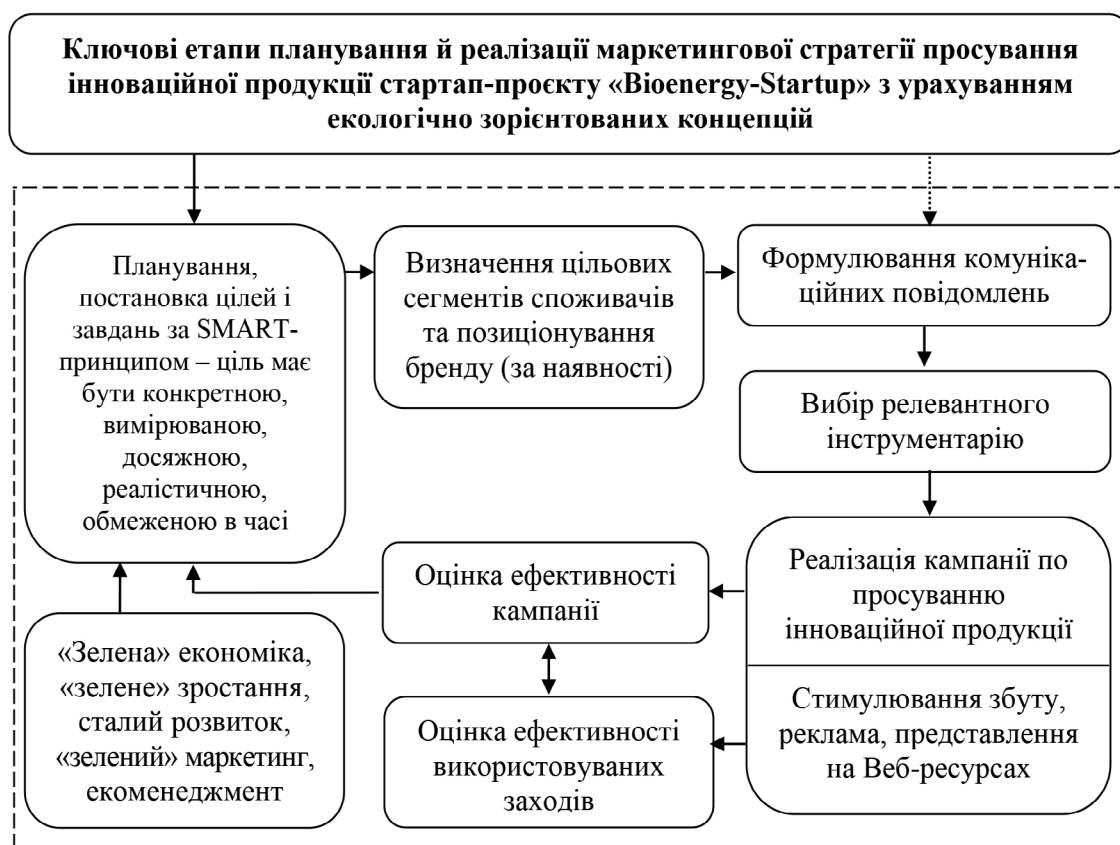 Ключові етапи планування й реалізації маркетингової стратегії просування
інноваційної продукції стартап-проєкту «Bioenergy-Startup» з урахуванням
екологічно зорієнтованих концепцій
Планування,
постановка цілей і
завдань за SMART-
принципом – ціль має
бути конкретною,
вимірюваною,
досяжною,
реалістичною,
обмеженою в часі
Визначення цільових
сегментів споживачів
та позиціонування
бренду (за наявності)
Формулювання комуніка-
ційних повідомлень
Вибір релевантного
інструментарію
Реалізація кампанії по
просуванню
інноваційної продукції
Стимулювання збуту,
реклама, представлення
на Веб-ресурсах
Оцінка ефективності
кампанії
Оцінка ефективності
використовуваних
заходів
«Зелена» економіка,
«зелене» зростання,
сталий розвиток,
«зелений» маркетинг,
екоменеджмент